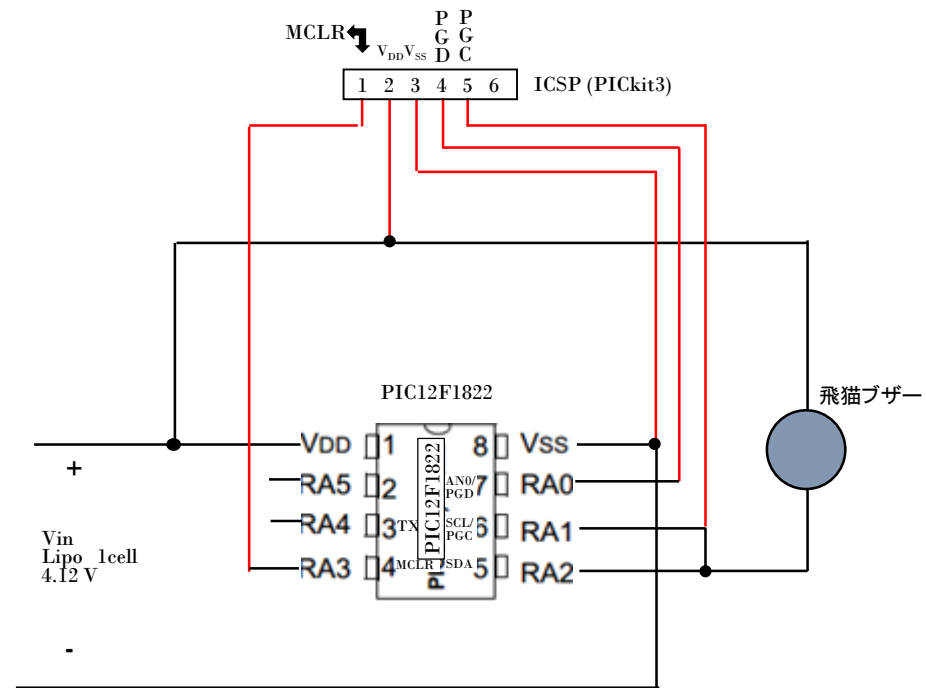 MCLR
PGD
PGC
VDD VSS
1 2 3 4 5 6
ICSP (PICkit3)
PIC12F1822
飛猫ブザー
VDD 1
8 VSS
RA5 2
AN0/PGD 7 RA0
RA4 3 TX
SCL/PGC 6 RA1
RA3 4 MCLR
SDA 5 RA2
PIC12F1822
+
Vin
Lipo 1cell
4.12 V
-